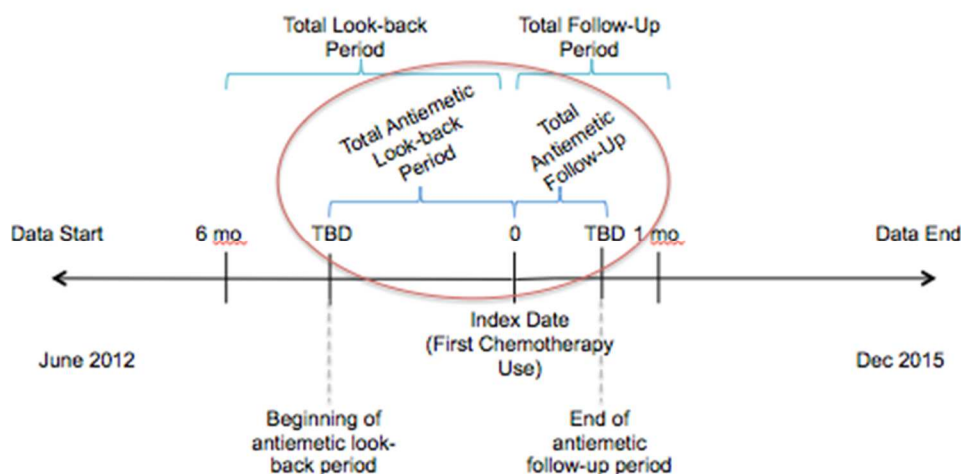 Total Look-back
Period
Total Follow-Up
Period
Total Antiemetic
Look-back
Period
Total
Antiemetic
Follow-Up
Data Start
6 mo
TBD
0
TBD
1 mo
Data End
Index Date
(First Chemotherapy
Use)
June 2012
Dec 2015
Beginning of
antiemetic look-
back period
End of
antiemetic
follow-up period